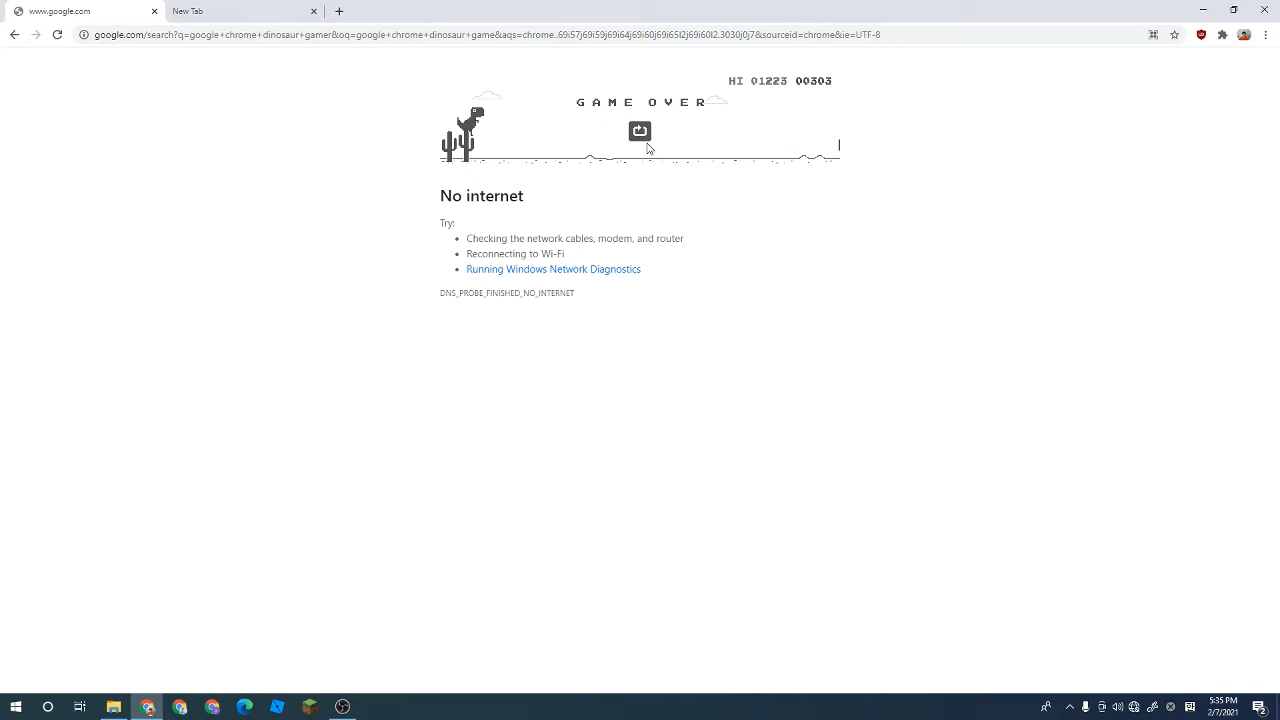 www.google.com
New Tab
google.com/search?q=google+chrome+dinosaur+gamer&oq=google+chrome+dinosaur+game&aqs=chrome..69i57j69i59j69i64j69i60j69i65l2j69i60l2.3030j0j7&sourceid=chrome&ie=UTF-8
HI 01223 00303
GAME OVER
No internet
Try:
• Checking the network cables, modem, and router
• Reconnecting to Wi-Fi
• Running Windows Network Diagnostics
DNS_PROBE_FINISHED_NO_INTERNET
5:35 PM
2/7/2021